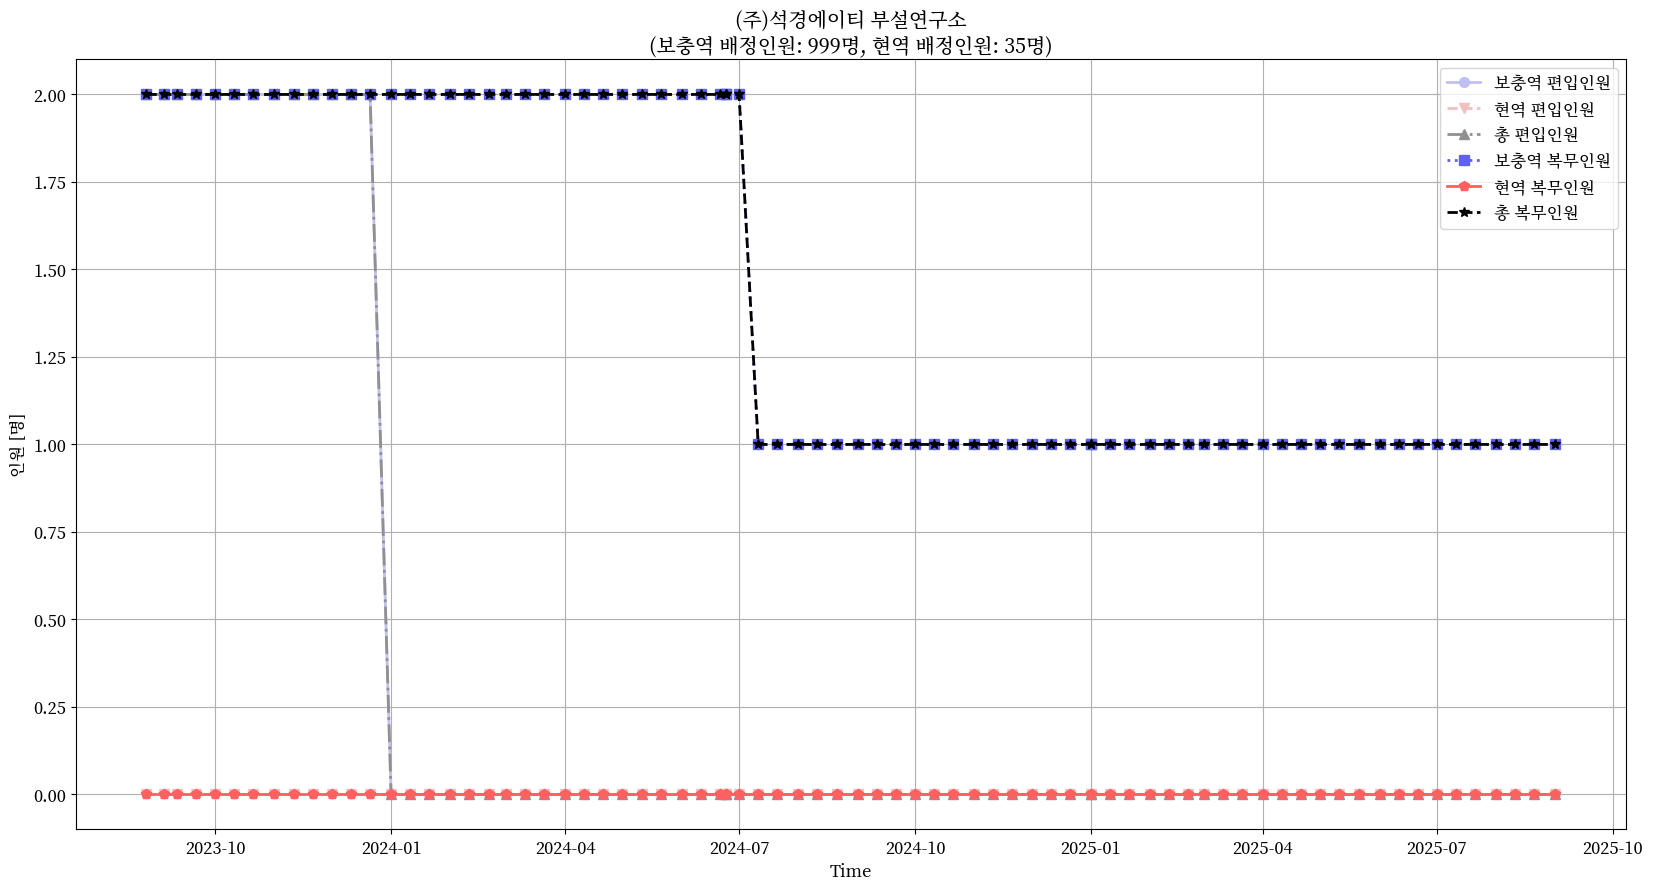 (주)석경에이티 부설연구소
(보충역 배정인원: 999명, 현역 배정인원: 35명)
보충역 편입인원
현역 편입인원
총 편입인원
보충역 복무인원
현역 복무인원
총 복무인원
인원 [명]
2.00
1.75
1.50
1.25
1.00
0.75
0.50
0.25
0.00
2023-10
2024-01
2024-04
2024-07
2024-10
2025-01
2025-04
2025-07
2025-10
Time